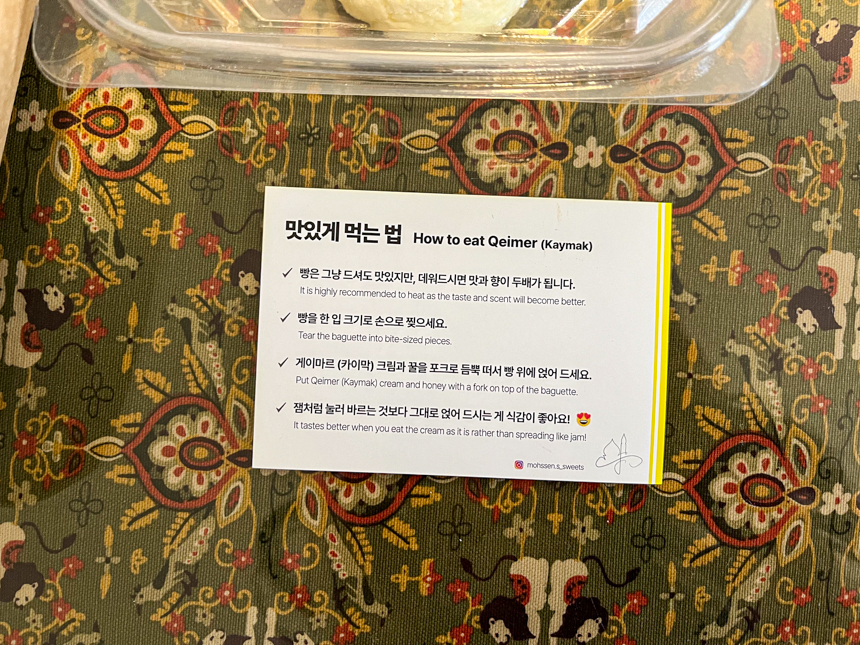 맛있게 먹는 법 How to eat Qeimer (Kaymak)
✓ 빵은 그냥 드셔도 맛있지만, 데워드시면 맛과 향이 두배가 됩니다.
It is highly recommended to heat as the taste and scent will become better.
✓ 빵을 한 입 크기로 손으로 찢으세요.
Tear the baguette into bite-sized pieces.
✓ 게이마르 (카이막) 크림과 꿀을 포크로 듬뿍 떠서 빵 위에 얹어 드세요.
Put Qeimer (Kaymak) cream and honey with a fork on top of the baguette.
✓ 잼처럼 눌러 바르는 것보다 그대로 얹어 드시는 게 식감이 좋아요! 😍
It tastes better when you eat the cream as it is rather than spreading like jam!
mohssen.s_sweets